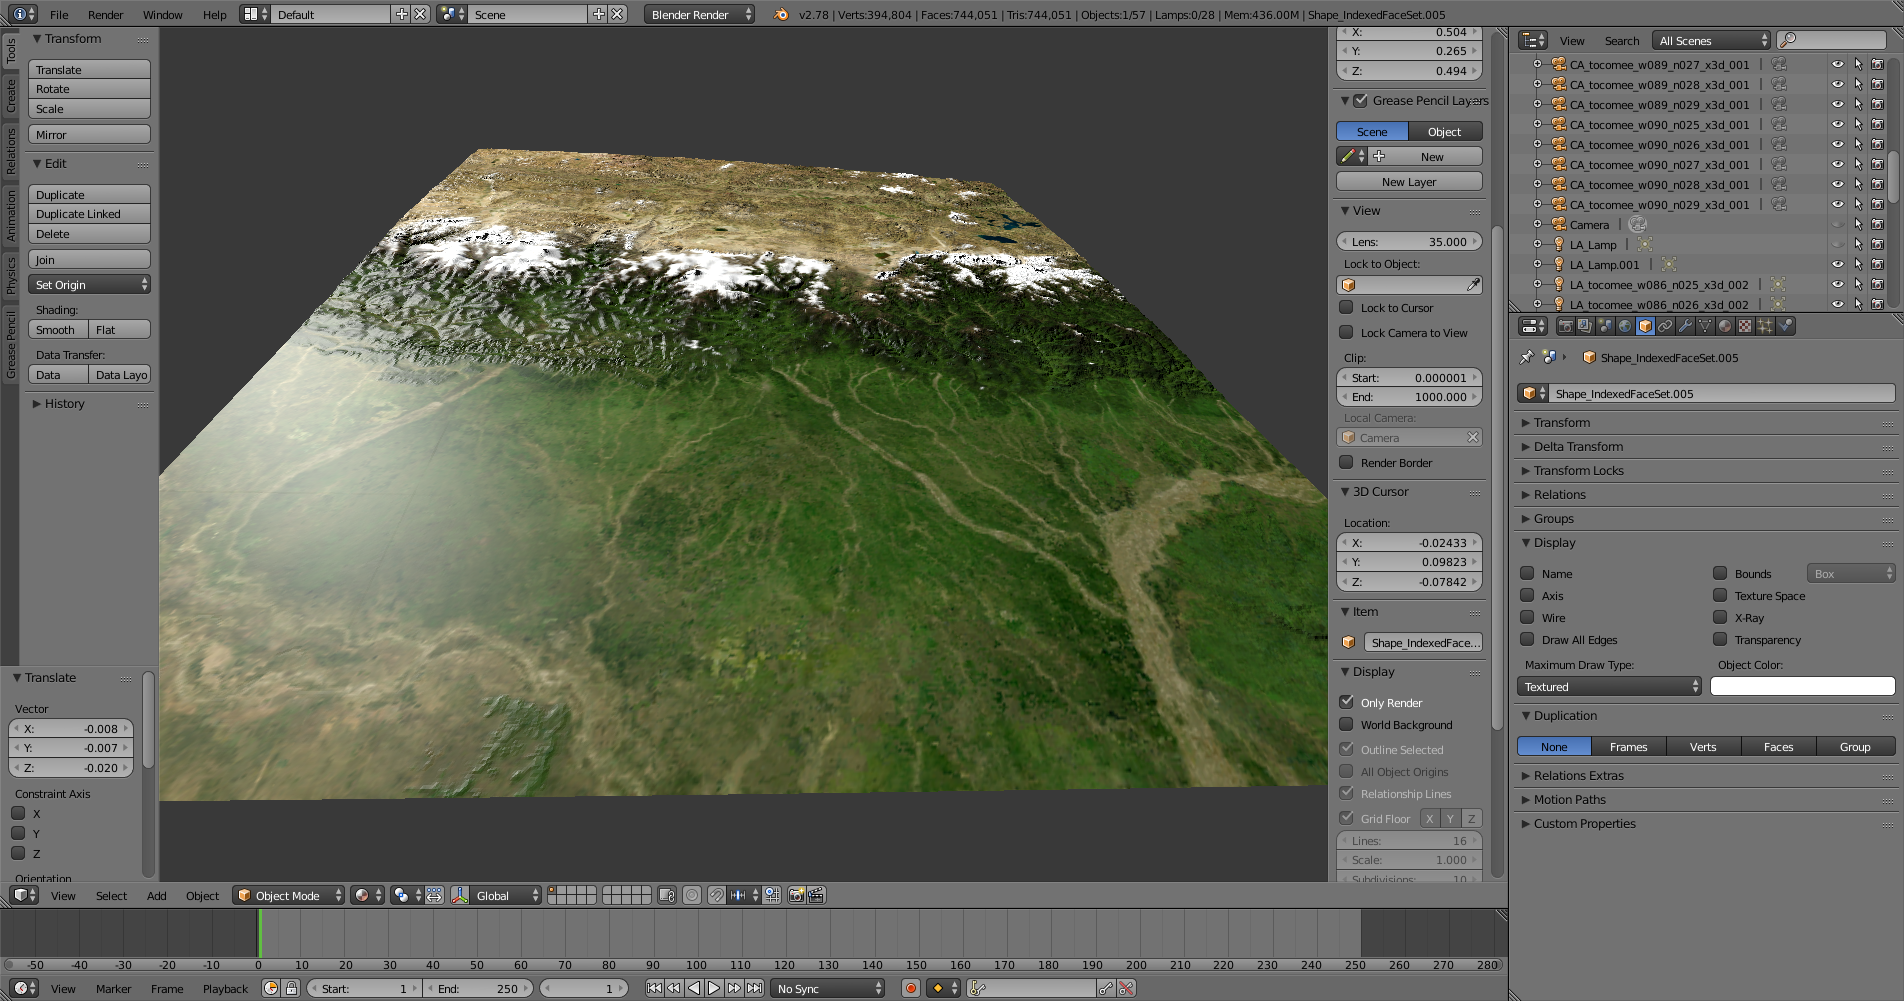 File Render Window Help Default Scene Blender Render v2.78 | Verts:394,804 | Faces:744,051 | Tris:744,051 | Objects:1/57 | Lamps:0/28 | Mem:436.00M | Shape_IndexedFaceSet.005
Tools
Create
Relations
Animation
Physics
Grease Pencil
Transform
Translate
Rotate
Scale
Mirror
Edit
Duplicate
Duplicate Linked
Delete
Join
Set Origin
Shading:
Smooth Flat
Data Transfer:
Data Data Layo
History
Translate
Vector
X: -0.008
Y: -0.007
Z: -0.020
Constraint Axis
X
Y
Z
Orientation
X: 0.504
Y: 0.265
Z: 0.494
Grease Pencil Layers
Scene Object
New
New Layer
View
Lens: 35.000
Lock to Object:
Lock to Cursor
Lock Camera to View
Clip:
Start: 0.000001
End: 1000.000
Local Camera:
Camera
Render Border
3D Cursor
Location:
X: -0.02433
Y: 0.09823
Z: -0.07842
Item
Shape_IndexedFace...
Display
Only Render
World Background
Outline Selected
All Object Origins
Relationship Lines
Grid Floor X Y Z
Lines: 16
Scale: 1.000
Subdivisions: 10
View Search All Scenes
CA_tocomee_w089_n027_x3d_001
CA_tocomee_w089_n028_x3d_001
CA_tocomee_w089_n029_x3d_001
CA_tocomee_w090_n025_x3d_001
CA_tocomee_w090_n026_x3d_001
CA_tocomee_w090_n027_x3d_001
CA_tocomee_w090_n028_x3d_001
CA_tocomee_w090_n029_x3d_001
Camera
LA_Lamp
LA_Lamp.001
LA_tocomee_w086_n025_x3d_002
LA_tocomee_w086_n026_x3d_002
Shape_IndexedFaceSet.005
Shape_IndexedFaceSet.005
Transform
Delta Transform
Transform Locks
Relations
Groups
Display
Name Bounds Box
Axis Texture Space
Wire X-Ray
Draw All Edges Transparency
Maximum Draw Type: Object Color:
Textured
Duplication
None Frames Verts Faces Group
Relations Extras
Motion Paths
Custom Properties
View Select Add Object Object Mode Global
-50 -40 -30 -20 -10 0 10 20 30 40 50 60 70 80 90 100 110 120 130 140 150 160 170 180 190 200 210 220 230 240 250 260 270 280
View Marker Frame Playback Start: 1 End: 250 1 No Sync